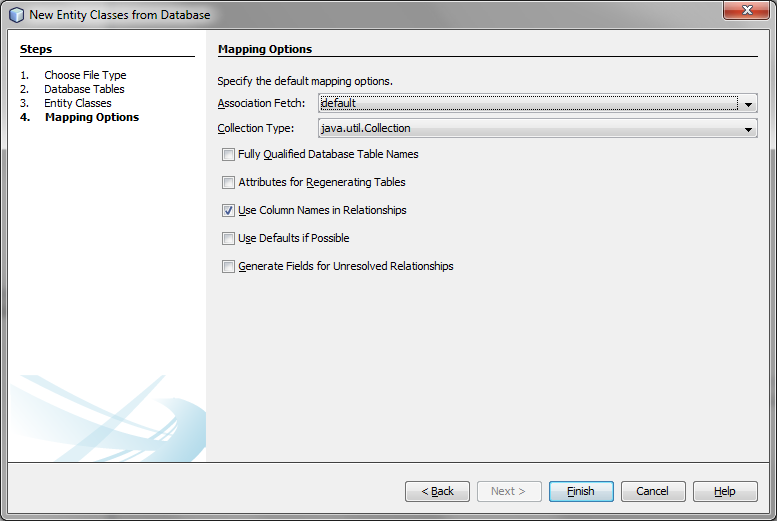 New Entity Classes from Database
Steps
1. Choose File Type
2. Database Tables
3. Entity Classes
4. Mapping Options
Mapping Options
Specify the default mapping options.
Association Fetch: default
Collection Type: java.util.Collection
Fully Qualified Database Table Names
Attributes for Regenerating Tables
Use Column Names in Relationships
Use Defaults if Possible
Generate Fields for Unresolved Relationships
< Back Next > Finish Cancel Help